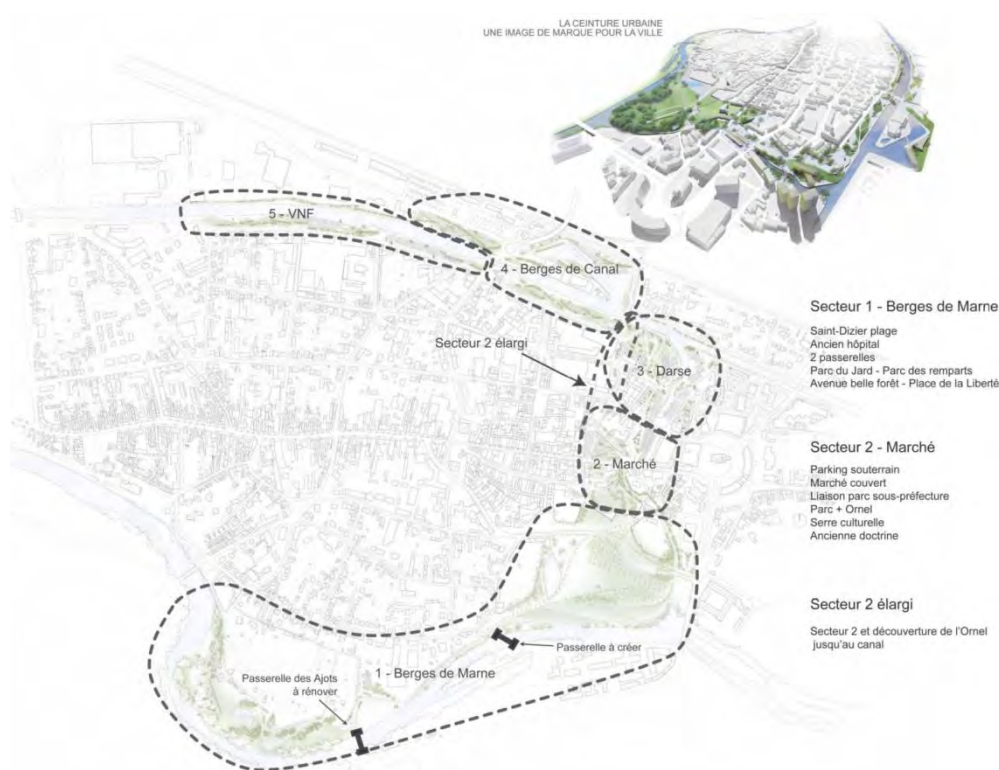 LA CEINTURE URBAINE
UNE IMAGE DE MARQUE POUR LA VILLE
5 - VNF
4 - Berges de Canal
Secteur 2 élargi
3 - Darse
2 - Marché
Passerelle à créer
1 - Berges de Marne
Passerelle des Ajots
à rénover
Secteur 1 - Berges de Marne
Saint-Dizier plage
Ancien hôpital
2 passerelles
Parc du Jard - Parc des remparts
Avenue belle forêt - Place de la Liberté
Secteur 2 - Marché
Parking souterrain
Marché couvert
Liaison parc sous-préfecture
Parc + Ornel
Serre culturelle
Ancienne doctrine
Secteur 2 élargi
Secteur 2 et découverture de l'Ornel
jusqu'au canal